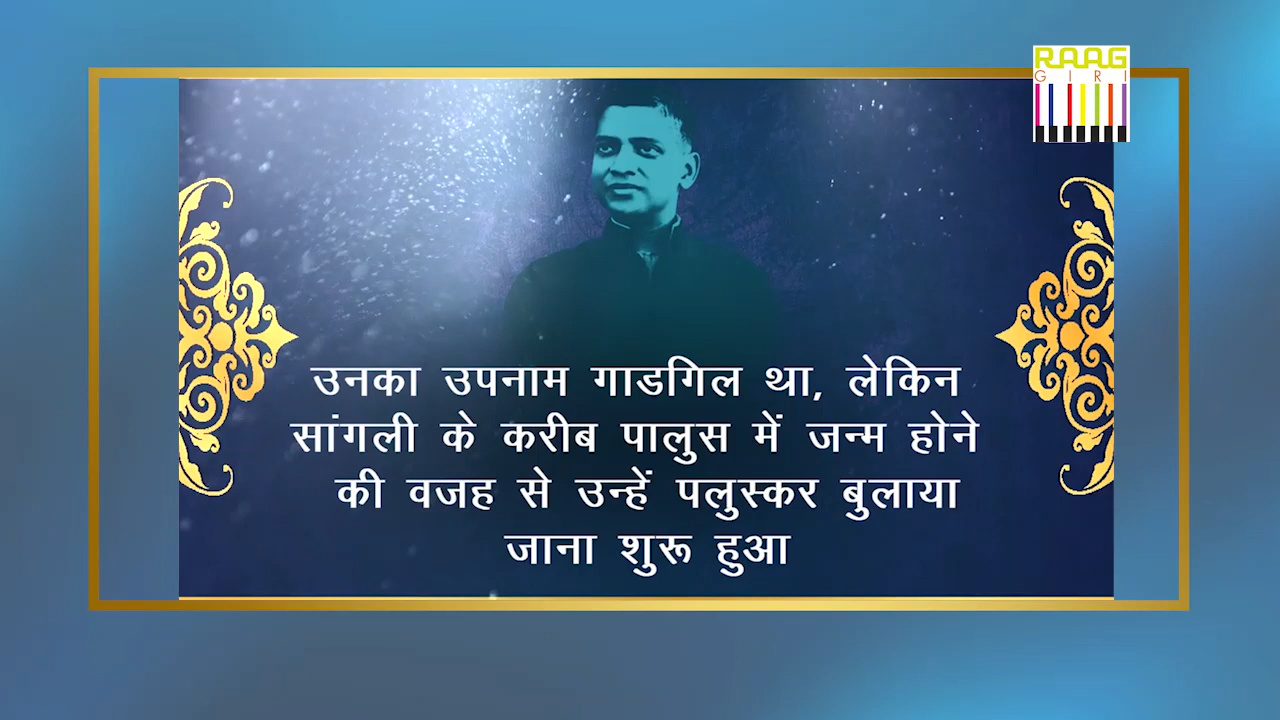 RAAG
GIRI
उनका उपनाम गाडगिल था, लेकिन
सांगली के करीब पालुस में जन्म होने
की वजह से उन्हें पलुस्कर बुलाया
जाना शुरू हुआ